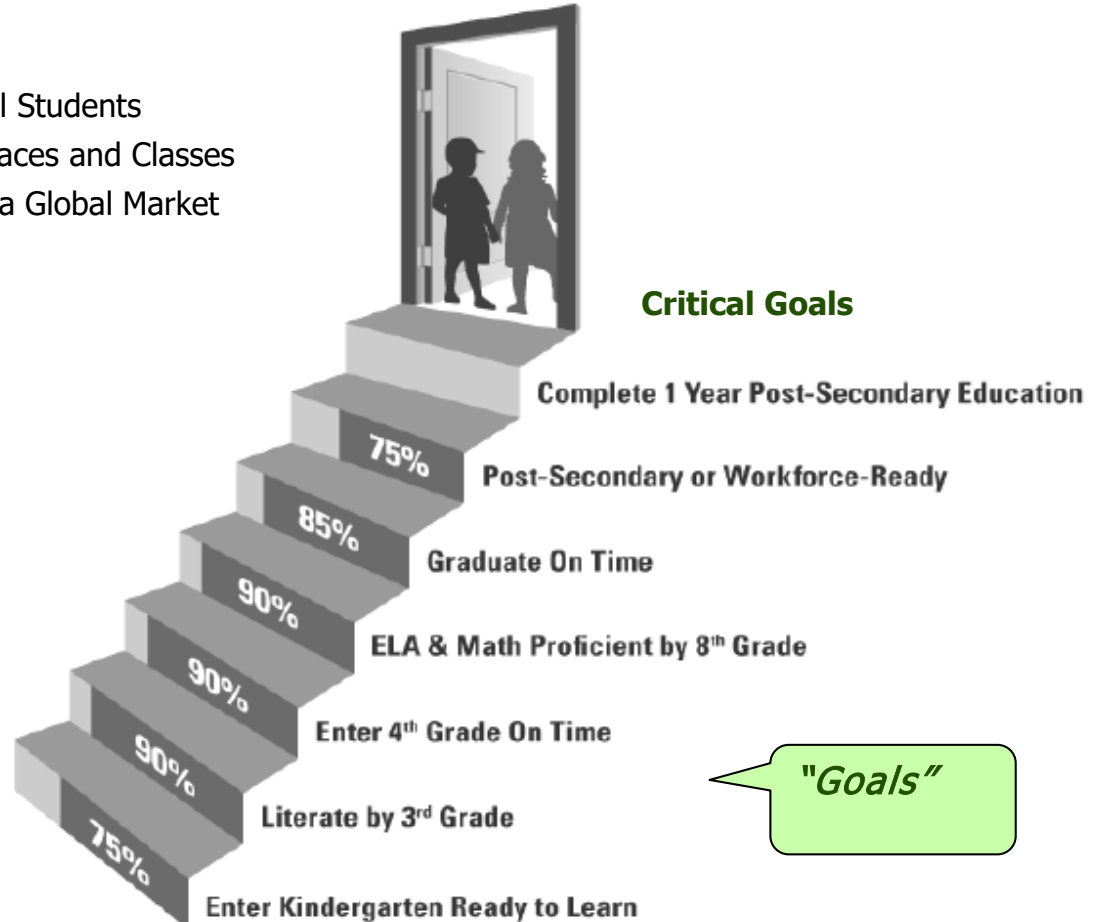 l Students
aces and Classes
a Global Market
Critical Goals
Complete 1 Year Post-Secondary Education
75%
Post-Secondary or Workforce-Ready
85%
Graduate On Time
90%
ELA & Math Proficient by 8th Grade
90%
Enter 4th Grade On Time
90%
Literate by 3rd Grade
75%
Enter Kindergarten Ready to Learn
"Goals"